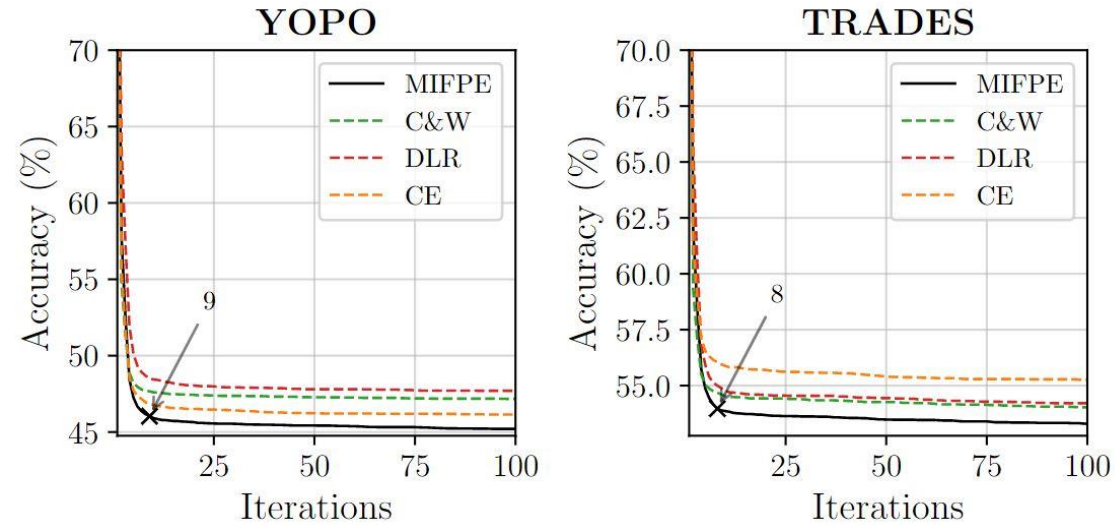 YOPO
70
65
60
55
50
45
Accuracy (%)
MIFPE
C&W
DLR
CE
9
25 50 75 100
Iterations
TRADES
70.0
67.5
65.0
62.5
60.0
57.5
55.0
Accuracy (%)
MIFPE
C&W
DLR
CE
8
25 50 75 100
Iterations